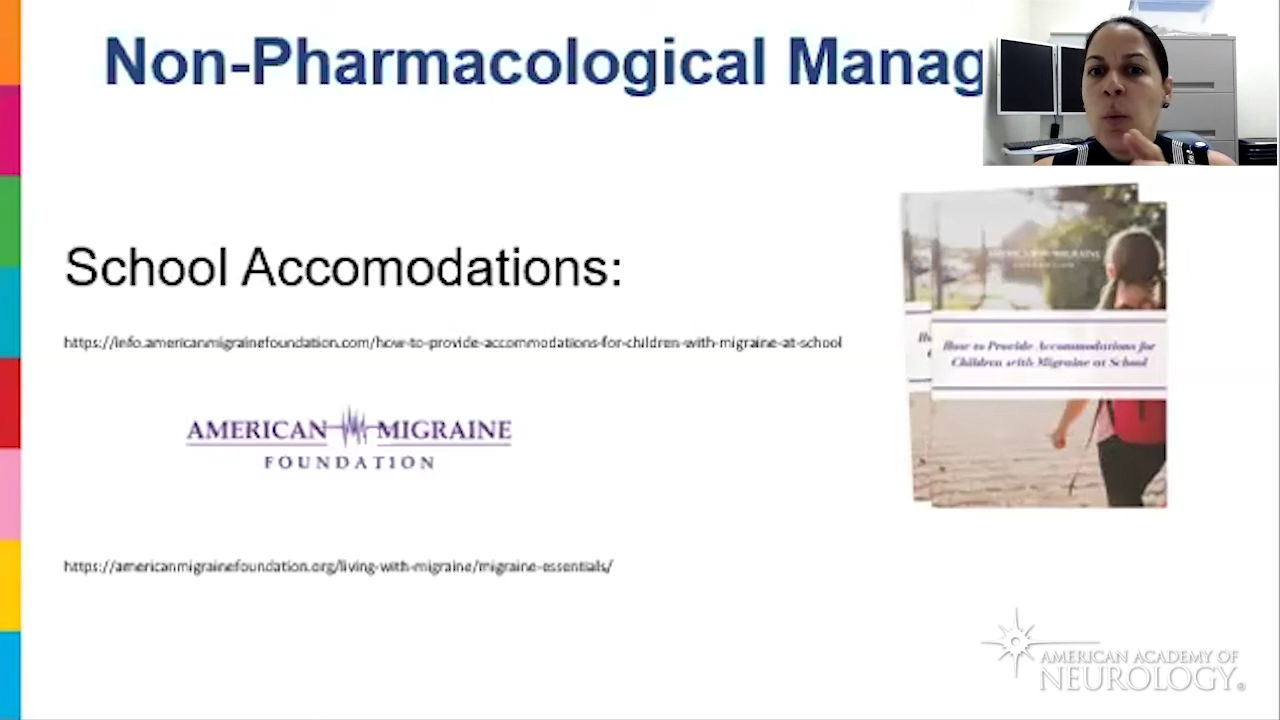 Non-Pharmacological Manag
School Accomodations:
https://info.americanmigrainefoundation.com/how-to-provide-accommodations-for-children-with-migraine-at-school
AMERICAN MIGRAINE
How to Provide Accommodations for
Children with Migraine at School
AMERICAN MIGRAINE
FOUNDATION
https://americanmigrainefoundation.org/living-with-migraine/migraine-essentials/
AMERICAN ACADEMY OF
NEUROLOGY®